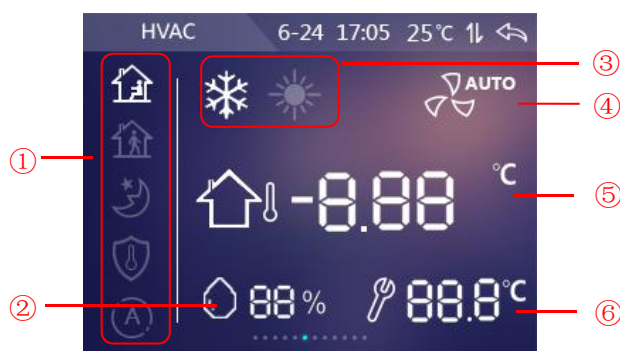 HVAC 6-24 17:05 25℃
③
AUTO
④
①
℃
-8.88
⑤
② 88% 88.8℃
⑥
A